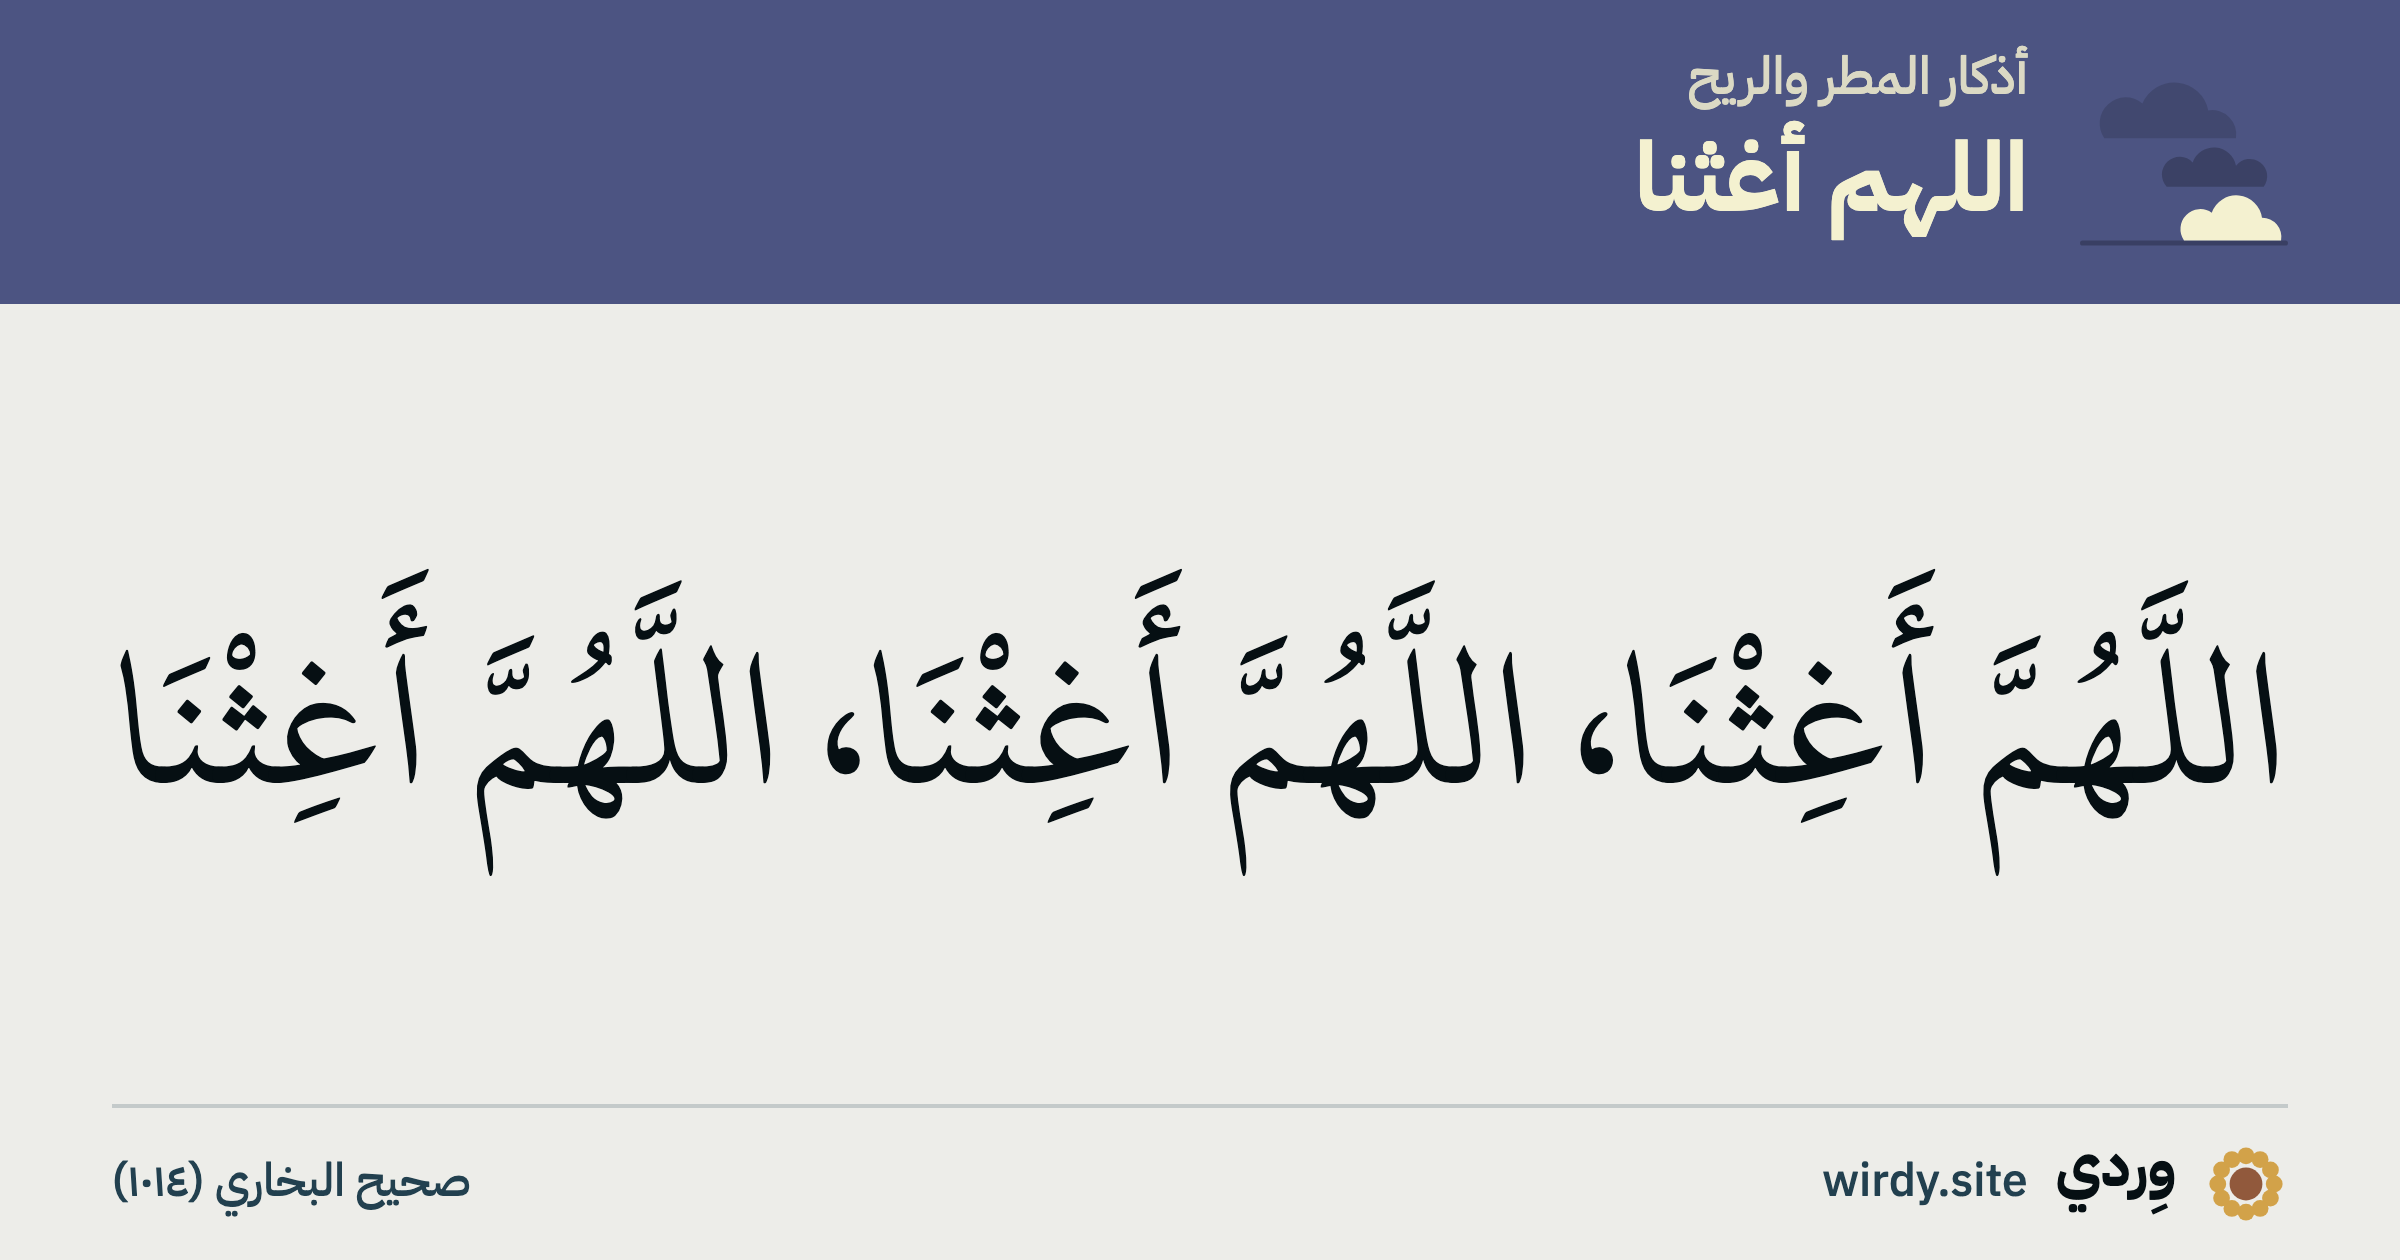 أذكار المطر والريح
اللهم أغثنا
اللَّهُمَّ أَغِثْنَا، اللَّهُمَّ أَغِثْنَا، اللَّهُمَّ أَغِثْنَا
وِردي wirdy.site
صحيح البخاري (١٠١٤)